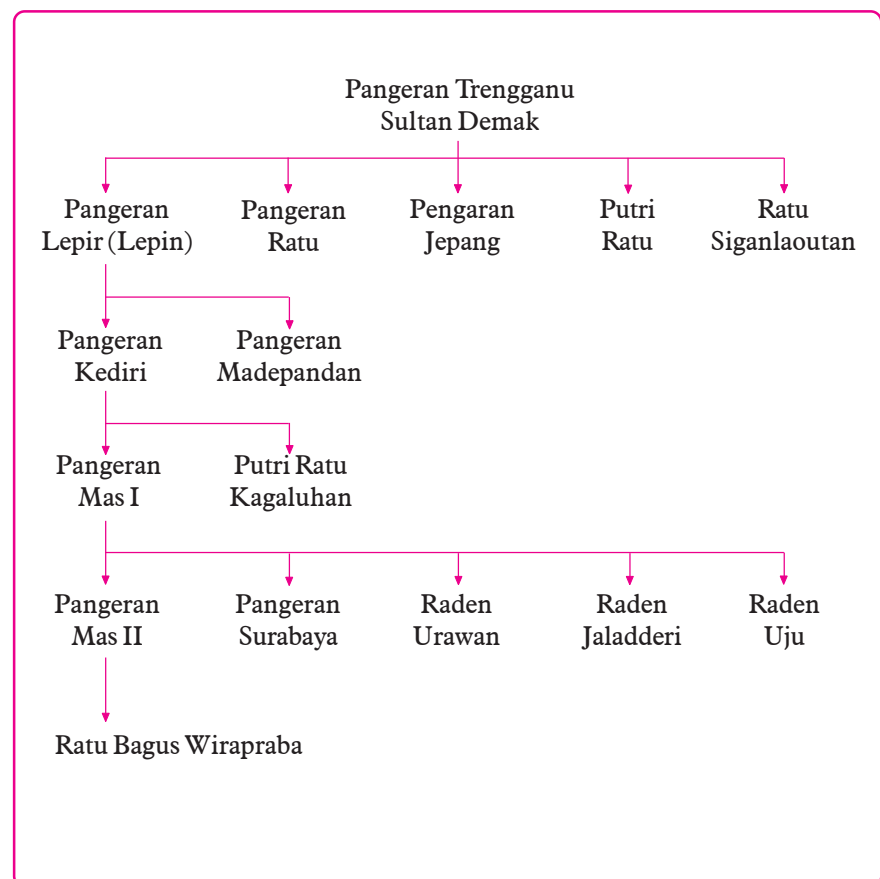 Pangeran Trengganu
Sultan Demak
Pangeran
Lepir (Lepin)
Pangeran
Ratu
Pengaran
Jepang
Putri
Ratu
Ratu
Siganlaoutan
Pangeran
Kediri
Pangeran
Madepandan
Pangeran
Mas I
Putri Ratu
Kagaluhan
Pangeran
Mas II
Pangeran
Surabaya
Raden
Urawan
Raden
Jaladderi
Raden
Uju
Ratu Bagus Wirapraba